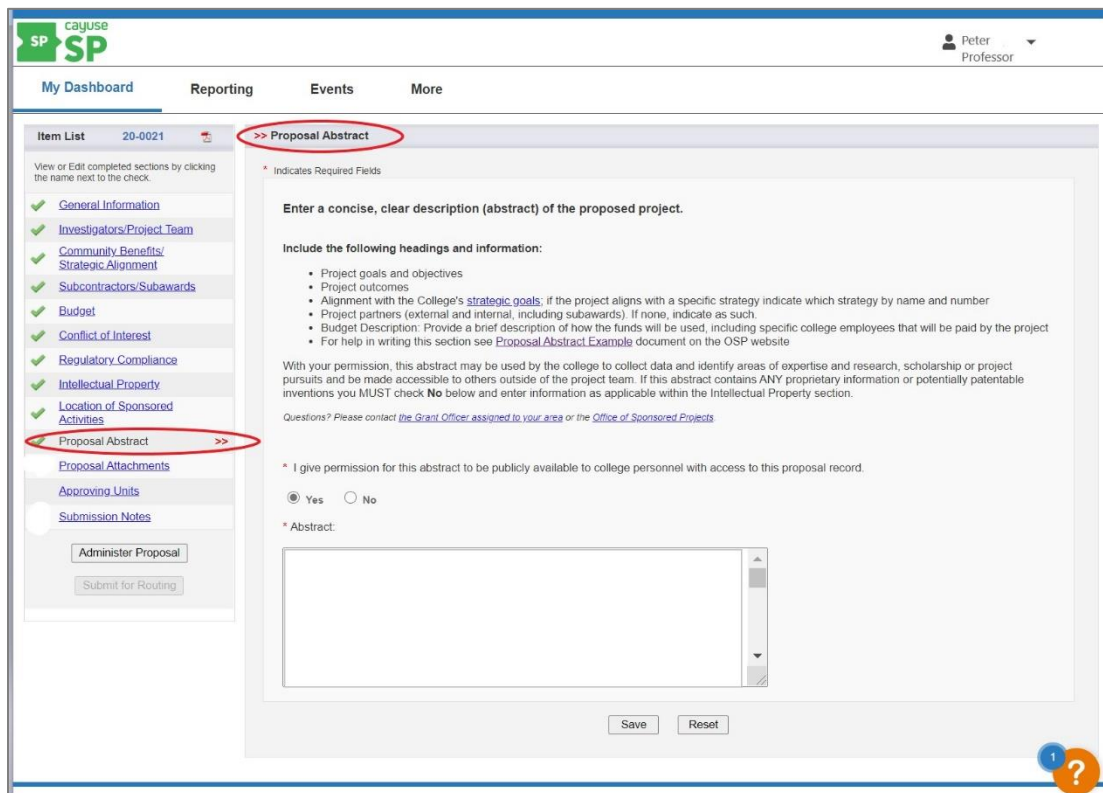 SP cayuse
SP
Peter
Professor
My Dashboard Reporting Events More
Item List 20-0021
View or Edit completed sections by clicking
the name next to the check.
General Information
Investigators/Project Team
Community Benefits/
Strategic Alignment
Subcontractors/Subawards
Budget
Conflict of Interest
Regulatory Compliance
Intellectual Property
Location of Sponsored
Activities
Proposal Abstract >>
Proposal Attachments
Approving Units
Submission Notes
Administer Proposal
Submit for Routing
>> Proposal Abstract
* Indicates Required Fields
Enter a concise, clear description (abstract) of the proposed project.
Include the following headings and information:
• Project goals and objectives
• Project outcomes
• Alignment with the College's strategic goals; if the project aligns with a specific strategy indicate which strategy by name and number
• Project partners (external and internal, including subawards). If none, indicate as such.
• Budget Description: Provide a brief description of how the funds will be used, including specific college employees that will be paid by the project
• For help in writing this section see Proposal Abstract Example document on the OSP website
With your permission, this abstract may be used by the college to collect data and identify areas of expertise and research, scholarship or project
pursuits and be made accessible to others outside of the project team. If this abstract contains ANY proprietary information or potentially patentable
inventions you MUST check No below and enter information as applicable within the Intellectual Property section.
Questions? Please contact the Grant Officer assigned to your area or the Office of Sponsored Projects.
* I give permission for this abstract to be publicly available to college personnel with access to this proposal record.
Yes No
* Abstract:
Save Reset
1 ?